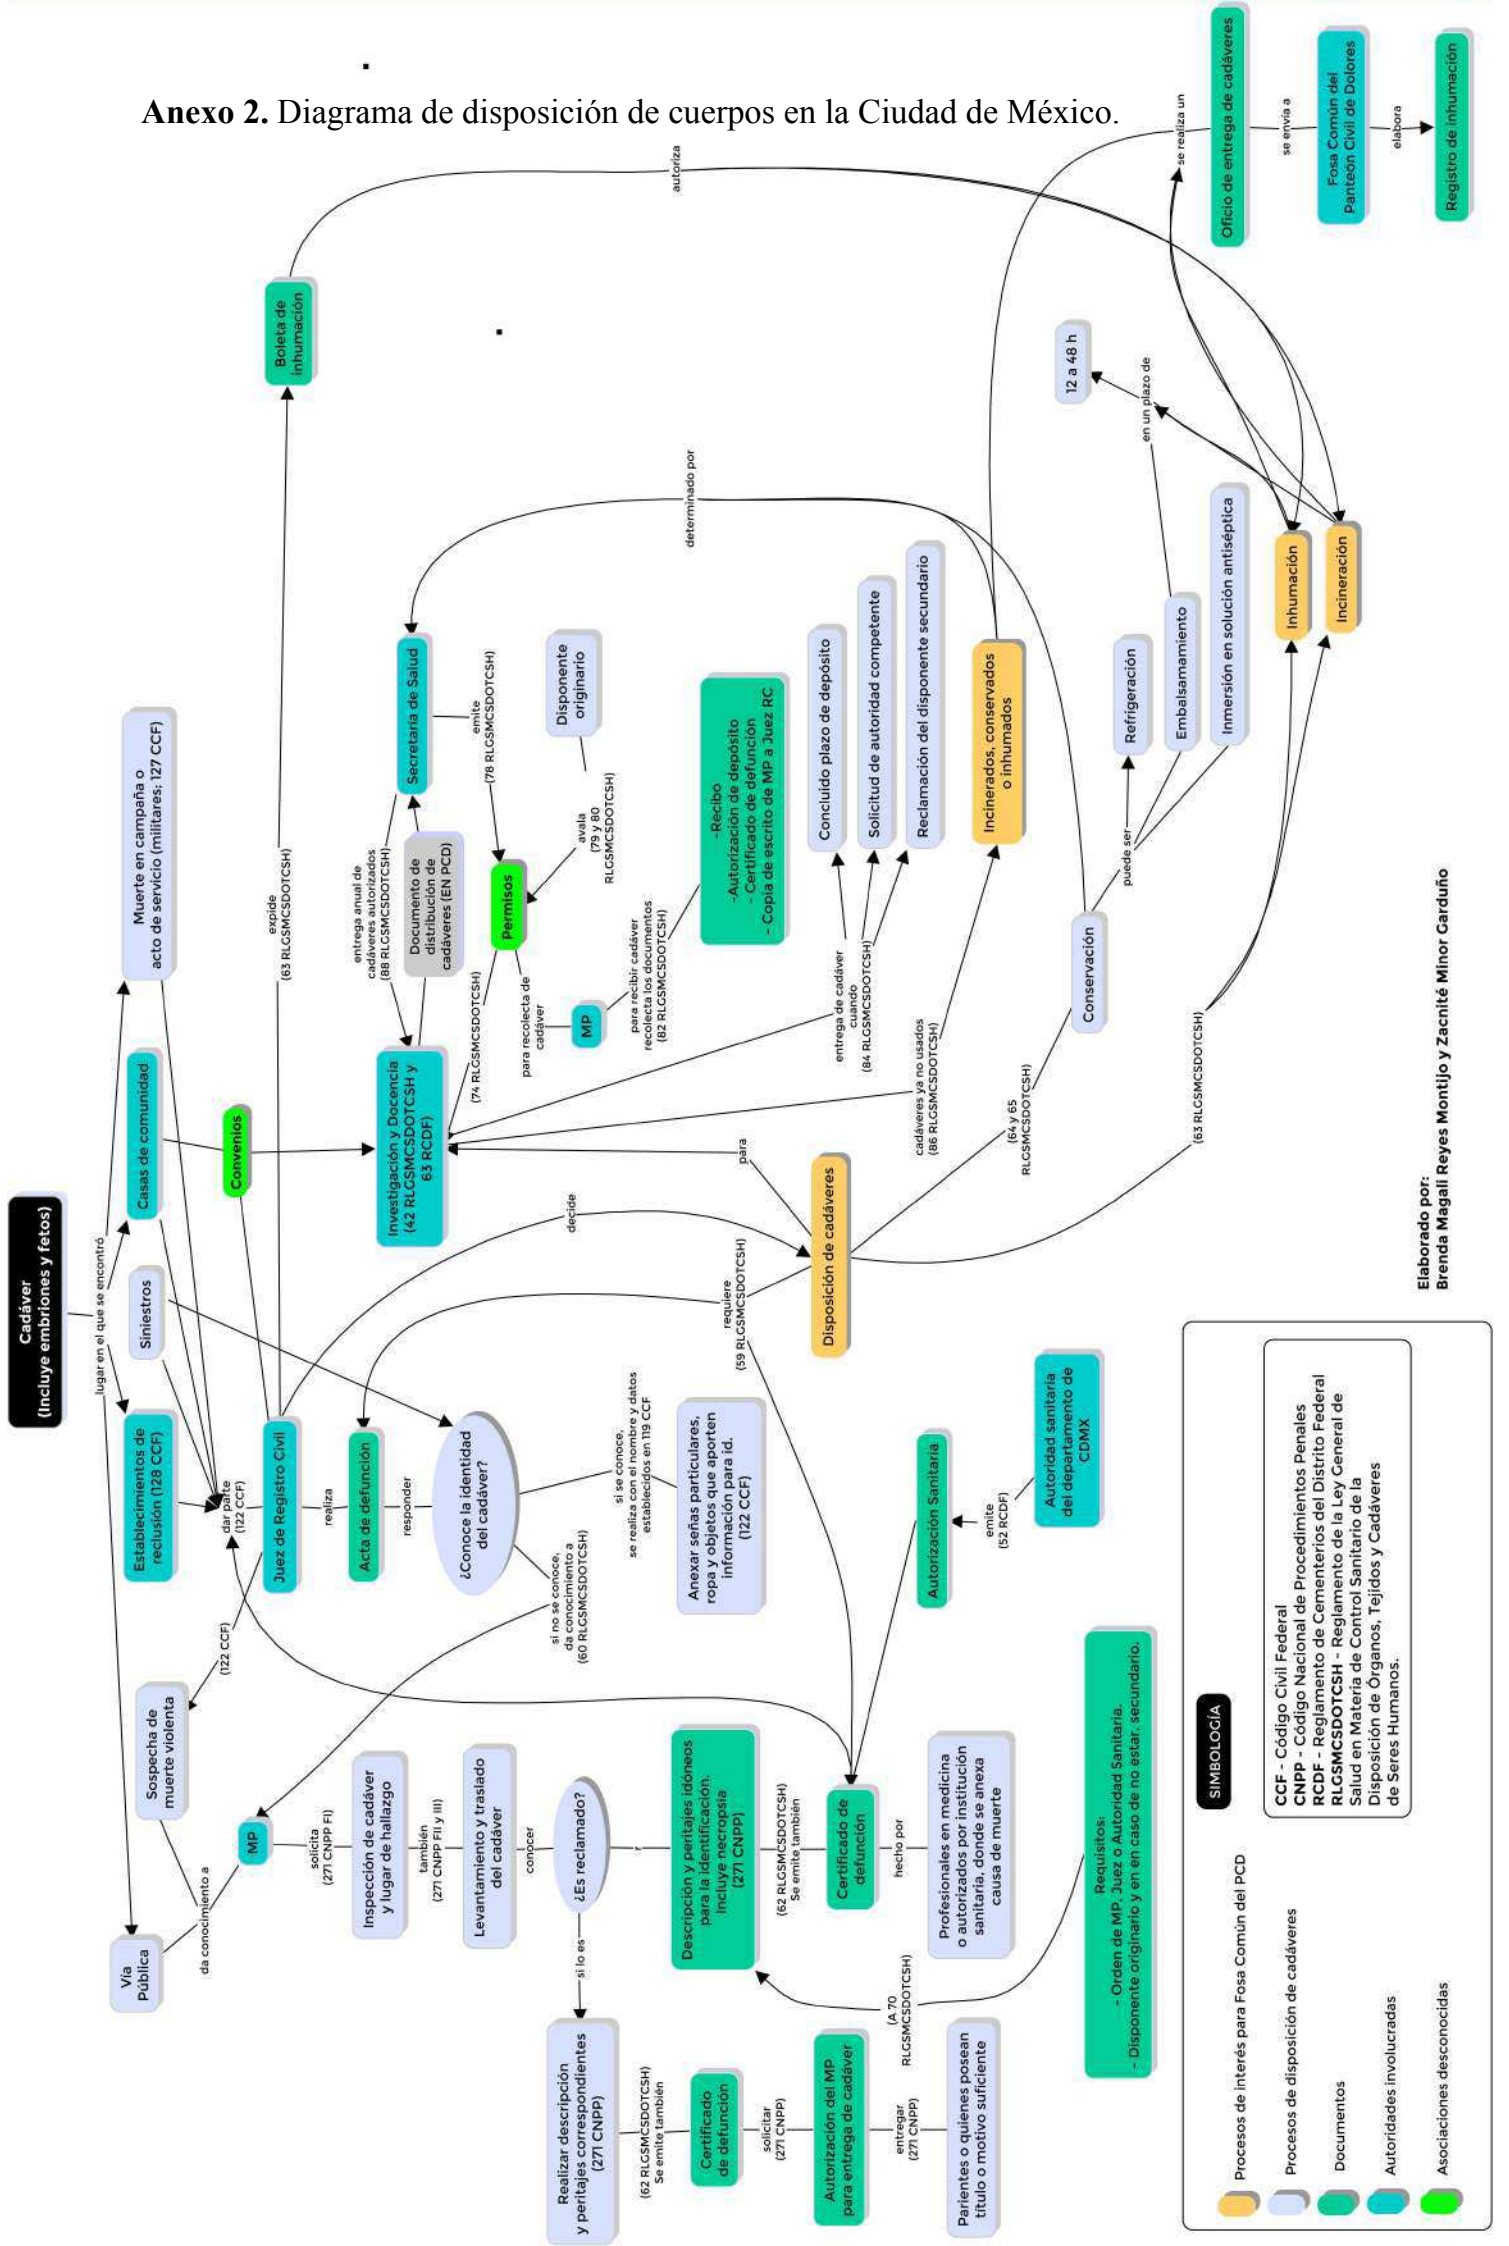 Anexo 2. Diagrama de disposición de cuerpos en la Ciudad de México.
Cadáver
(Incluye embriones y fetos)
lugar en el que se encontró
Vía
Pública
Establecimientos de
reclusión (128 CCF)
Siniestros
Casas de comunidad
Muerte en campaña o
acto de servicio (militares; 127 CCF)
Sospecha de
muerte violenta
(122 CCF)
dar parte
(122 CCF)
Convenios
da conocimiento a
MP
Juez de Registro Civil
expide
(63 RLGSMCSDOTCSH)
Boleta de
inhumación
autoriza
solicita
(271 CNPP FI)
realiza
Inspección de cadáver
y lugar de hallazgo
Acta de defunción
responder
también
(271 CNPP FII y III)
¿Conoce la identidad
del cadáver?
Levantamiento y traslado
del cadáver
conocer
¿Es reclamado?
si lo es
si no se conoce,
da conocimiento a
(60 RLGSMCSDOTCSH)
si se conoce,
se realiza con el nombre y datos
establecidos en 119 CCF
Anexar señas particulares,
ropa y objetos que aporten
información para id.
(122 CCF)
decide
Investigación y Docencia
(42 RLGSMCSDOTCSH y
63 RCDF)
entrega anual de
cadáveres autorizados
(88 RLGSMCSDOTCSH)
Documento de
distribución de
cadáveres (EN PCD)
Secretaria de Salud
determinado por
emite
(78 RLGSMCSDOTCSH)
(74 RLGSMCSDOTCSH)
Permisos
Disponente
originario
avala
(79 y 80
RLGSMCSDOTCSH)
para recolecta de
cadáver
MP
para recibir cadáver
recolecta los documentos
(82 RLGSMCSDOTCSH)
-Recibo
-Autorización de depósito
- Certificado de defunción
- Copia de escrito de MP a Juez RC
Realizar descripción
y peritajes correspondientes
(271 CNPP)
r
Descripción y peritajes idóneos
para la identificación.
Incluye necropsia
(271 CNPP)
(62 RLGSMCSDOTCSH)
Se emite también
Certificado
de defunción
(62 RLGSMCSDOTCSH)
Se emite también
requiere
(59 RLGSMCSDOTCSH)
para
Disposición de cadáveres
entrega de cadáver
cuando
(84 RLGSMCSDOTCSH)
Concluido plazo de depósito
Solicitud de autoridad competente
Reclamación del disponente secundario
solicitar
(271 CNPP)
Autorización del MP
para entrega de cadáver
Certificado de
defunción
hecho por
entregar
(271 CNPP)
(A 70
RLGSMCSDOTCSH)
Parientes o quienes posean
título o motivo suficiente
Profesionales en medicina
o autorizados por institución
sanitaria, donde se anexa
causa de muerte
Autorización Sanitaria
emite
(52 RCDF)
Autoridad sanitaria
del departamento de
CDMX
cadáveres ya no usados
(86 RLGSMCSDOTCSH)
Incinerados, conservados
o inhumados
(64 y 65
RLGSMCSDOTCSH)
Conservación
puede ser
Refrigeración
Embalsamamiento
Inmersión en solución antiséptica
en un plazo de
12 a 48 h
(63 RLGSMCSDOTCSH)
Inhumación
Incineración
se realiza un
Oficio de entrega de cadáveres
se envía a
Fosa Común del
Panteón Civil de Dolores
elabora
Registro de inhumación
Requisitos:
- Orden de MP, Juez o Autoridad Sanitaria.
- Disponente originario y en en caso de no estar, secundario.
SIMBOLOGÍA
Procesos de interés para Fosa Común del PCD
Procesos de disposición de cadáveres
Documentos
Autoridades involucradas
Asociaciones desconocidas
CCF - Código Civil Federal
CNPP - Código Nacional de Procedimientos Penales
RCDF - Reglamento de Cementerios del Distrito Federal
RLGSMCSDOTCSH - Reglamento de la Ley General de
Salud en Materia de Control Sanitario de la
Disposición de Órganos, Tejidos y Cadáveres
de Seres Humanos.
Elaborado por:
Brenda Magali Reyes Montijo y Zacnité Minor Garduño